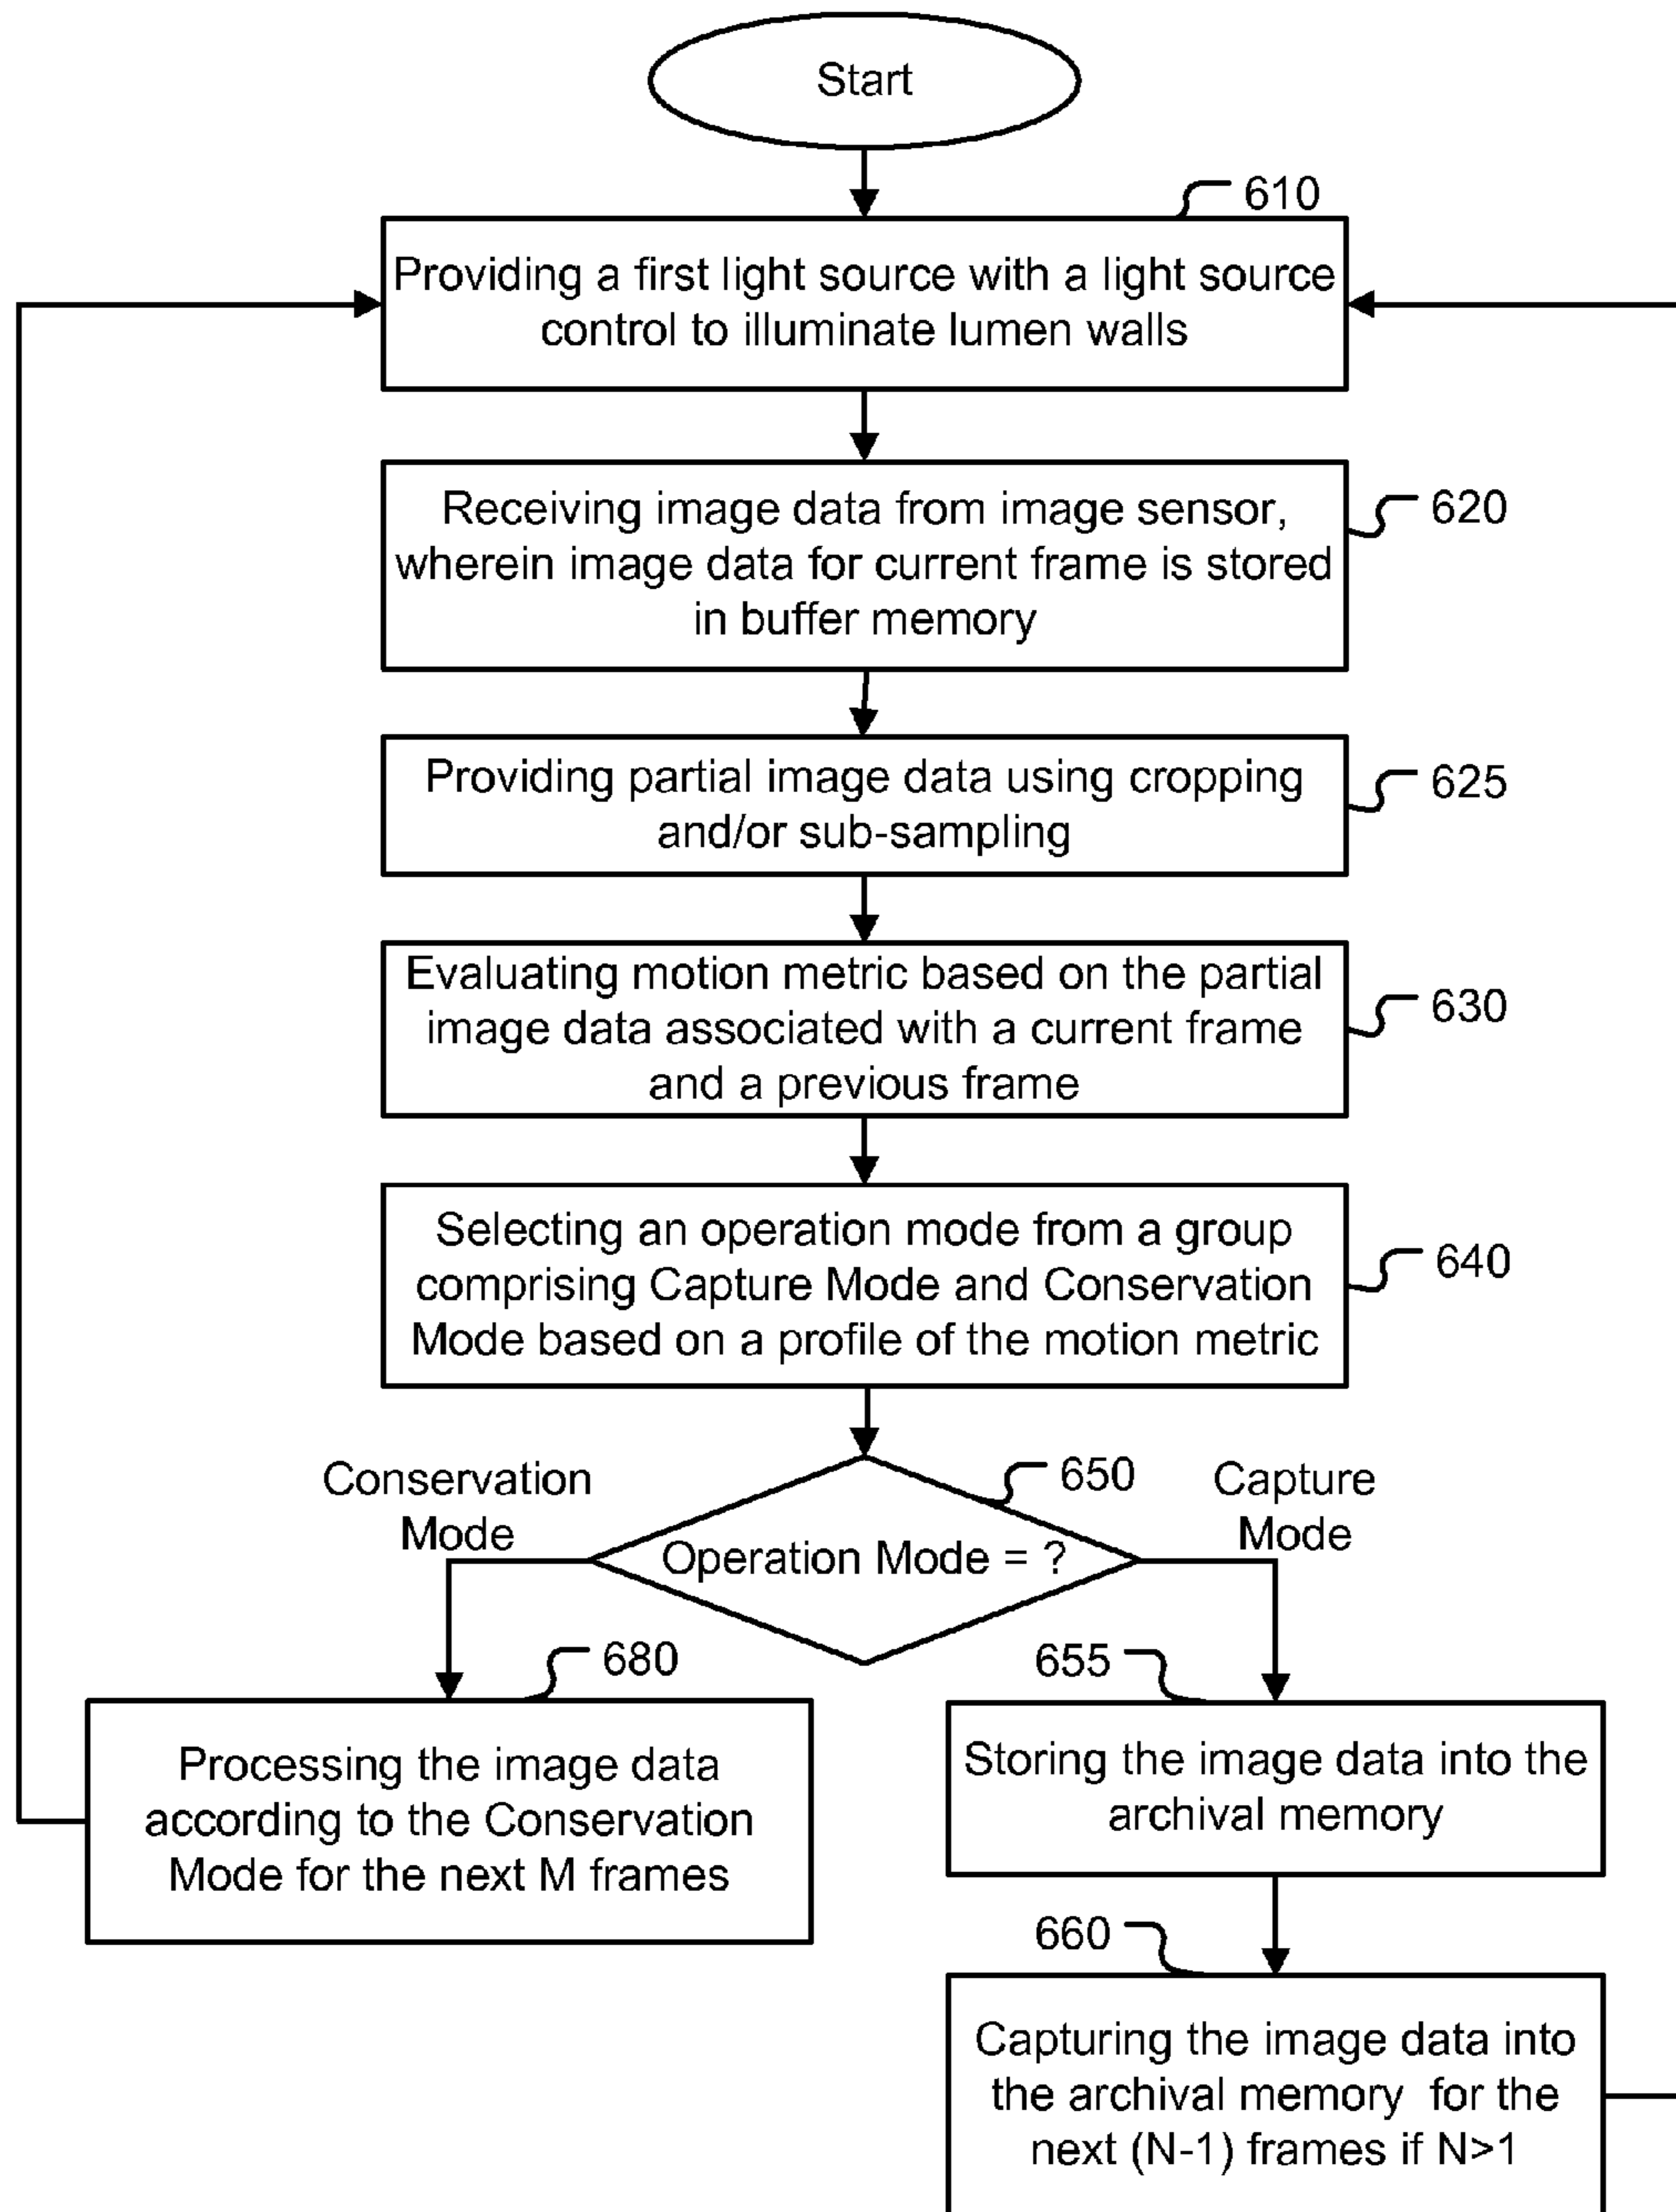 Start
610
Providing a first light source with a light source
control to illuminate lumen walls
Receiving image data from image sensor,
wherein image data for current frame is stored
in buffer memory
620
Providing partial image data using cropping
and/or sub-sampling
625
Evaluating motion metric based on the partial
image data associated with a current frame
and a previous frame
630
Selecting an operation mode from a group
comprising Capture Mode and Conservation
Mode based on a profile of the motion metric
640
Conservation
Mode
650
Capture
Mode
Operation Mode = ?
680
655
Processing the image data
according to the Conservation
Mode for the next M frames
Storing the image data into the
archival memory
660
Capturing the image data into
the archival memory for the
next (N-1) frames if N>1